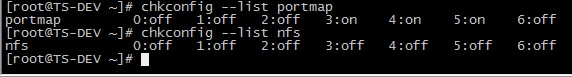 [root@TS-DEV ~]# chkconfig --list portmap
portmap         0:off   1:off   2:off   3:on    4:on    5:on    6:off
[root@TS-DEV ~]# chkconfig --list nfs
nfs             0:off   1:off   2:off   3:off   4:off   5:off   6:off
[root@TS-DEV ~]#